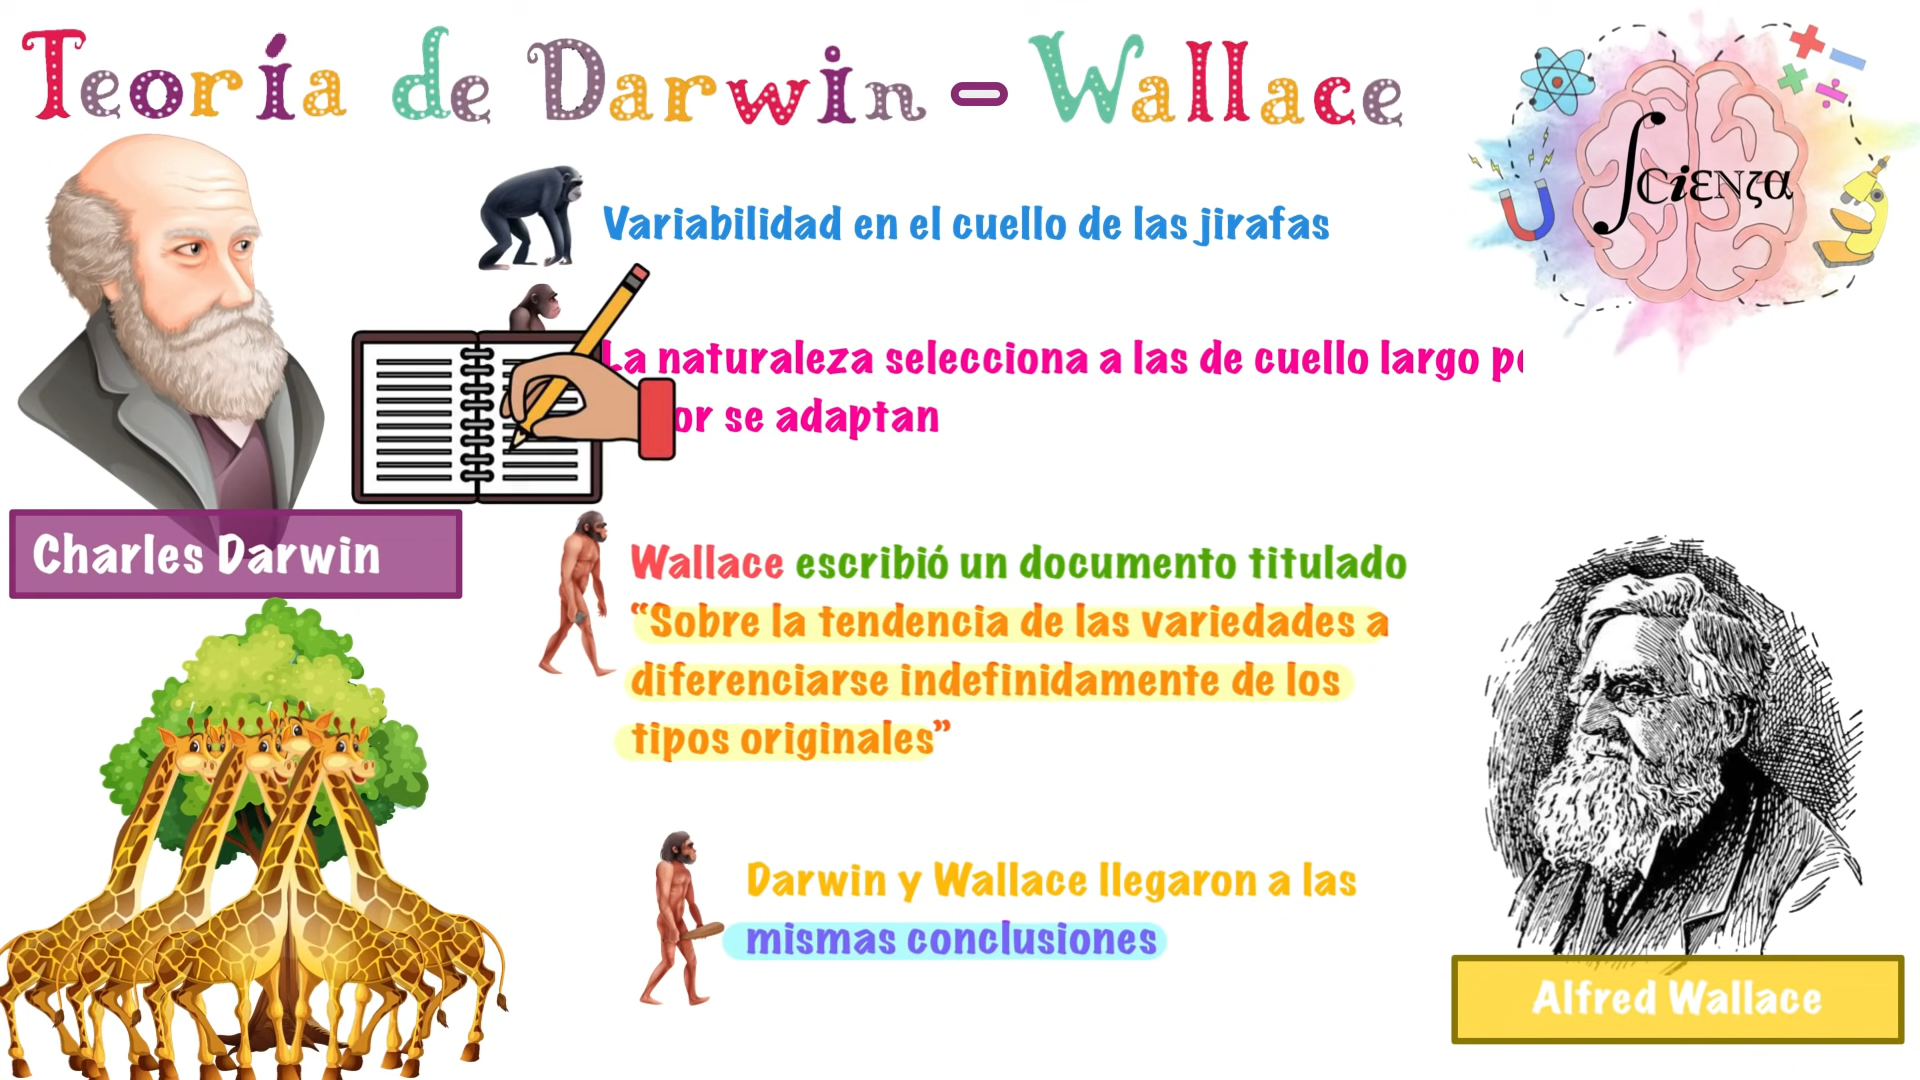 Teoría de Darwin - Wallace
SCienζα
Variabilidad en el cuello de las jirafas
La naturaleza selecciona a las de cuello largo
se adaptan
Charles Darwin
Wallace escribió un documento titulado
“Sobre la tendencia de las variedades a
diferenciarse indefinidamente de los
tipos originales”
Darwin y Wallace llegaron a las
mismas conclusiones
Alfred Wallace